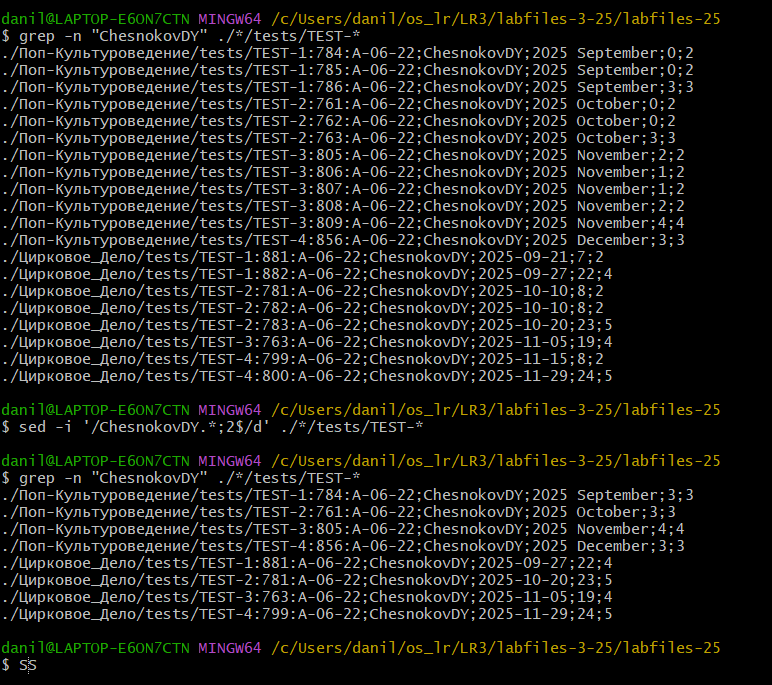 danil@LAPTOP-E6ON7CTN MINGW64 /c/Users/danil/os_lr/LR3/labfiles-3-25/labfiles-25
$ grep -n "ChesnokovDY" ./*/tests/TEST-*
./Поп-Культуроведение/tests/TEST-1:784:A-06-22;ChesnokovDY;2025 September;0;2
./Поп-Культуроведение/tests/TEST-1:785:A-06-22;ChesnokovDY;2025 September;0;2
./Поп-Культуроведение/tests/TEST-1:786:A-06-22;ChesnokovDY;2025 September;3;3
./Поп-Культуроведение/tests/TEST-2:761:A-06-22;ChesnokovDY;2025 October;0;2
./Поп-Культуроведение/tests/TEST-2:762:A-06-22;ChesnokovDY;2025 October;0;2
./Поп-Культуроведение/tests/TEST-2:763:A-06-22;ChesnokovDY;2025 October;3;3
./Поп-Культуроведение/tests/TEST-3:805:A-06-22;ChesnokovDY;2025 November;2;2
./Поп-Культуроведение/tests/TEST-3:806:A-06-22;ChesnokovDY;2025 November;1;2
./Поп-Культуроведение/tests/TEST-3:807:A-06-22;ChesnokovDY;2025 November;1;2
./Поп-Культуроведение/tests/TEST-3:808:A-06-22;ChesnokovDY;2025 November;2;2
./Поп-Культуроведение/tests/TEST-3:809:A-06-22;ChesnokovDY;2025 November;4;4
./Поп-Культуроведение/tests/TEST-4:856:A-06-22;ChesnokovDY;2025 December;3;3
./Цирковое_Дело/tests/TEST-1:881:A-06-22;ChesnokovDY;2025-09-21;7;2
./Цирковое_Дело/tests/TEST-1:882:A-06-22;ChesnokovDY;2025-09-27;22;4
./Цирковое_Дело/tests/TEST-2:781:A-06-22;ChesnokovDY;2025-10-10;8;2
./Цирковое_Дело/tests/TEST-2:782:A-06-22;ChesnokovDY;2025-10-10;8;2
./Цирковое_Дело/tests/TEST-2:783:A-06-22;ChesnokovDY;2025-10-20;23;5
./Цирковое_Дело/tests/TEST-3:763:A-06-22;ChesnokovDY;2025-11-05;19;4
./Цирковое_Дело/tests/TEST-4:799:A-06-22;ChesnokovDY;2025-11-15;8;2
./Цирковое_Дело/tests/TEST-4:800:A-06-22;ChesnokovDY;2025-11-29;24;5
danil@LAPTOP-E6ON7CTN MINGW64 /c/Users/danil/os_lr/LR3/labfiles-3-25/labfiles-25
$ sed -i '/ChesnokovDY.*;2$/d' ./*/tests/TEST-*
danil@LAPTOP-E6ON7CTN MINGW64 /c/Users/danil/os_lr/LR3/labfiles-3-25/labfiles-25
$ grep -n "ChesnokovDY" ./*/tests/TEST-*
./Поп-Культуроведение/tests/TEST-1:784:A-06-22;ChesnokovDY;2025 September;3;3
./Поп-Культуроведение/tests/TEST-2:761:A-06-22;ChesnokovDY;2025 October;3;3
./Поп-Культуроведение/tests/TEST-3:805:A-06-22;ChesnokovDY;2025 November;4;4
./Поп-Культуроведение/tests/TEST-4:856:A-06-22;ChesnokovDY;2025 December;3;3
./Цирковое_Дело/tests/TEST-1:881:A-06-22;ChesnokovDY;2025-09-27;22;4
./Цирковое_Дело/tests/TEST-2:781:A-06-22;ChesnokovDY;2025-10-20;23;5
./Цирковое_Дело/tests/TEST-3:763:A-06-22;ChesnokovDY;2025-11-05;19;4
./Цирковое_Дело/tests/TEST-4:799:A-06-22;ChesnokovDY;2025-11-29;24;5
danil@LAPTOP-E6ON7CTN MINGW64 /c/Users/danil/os_lr/LR3/labfiles-3-25/labfiles-25
$ SS